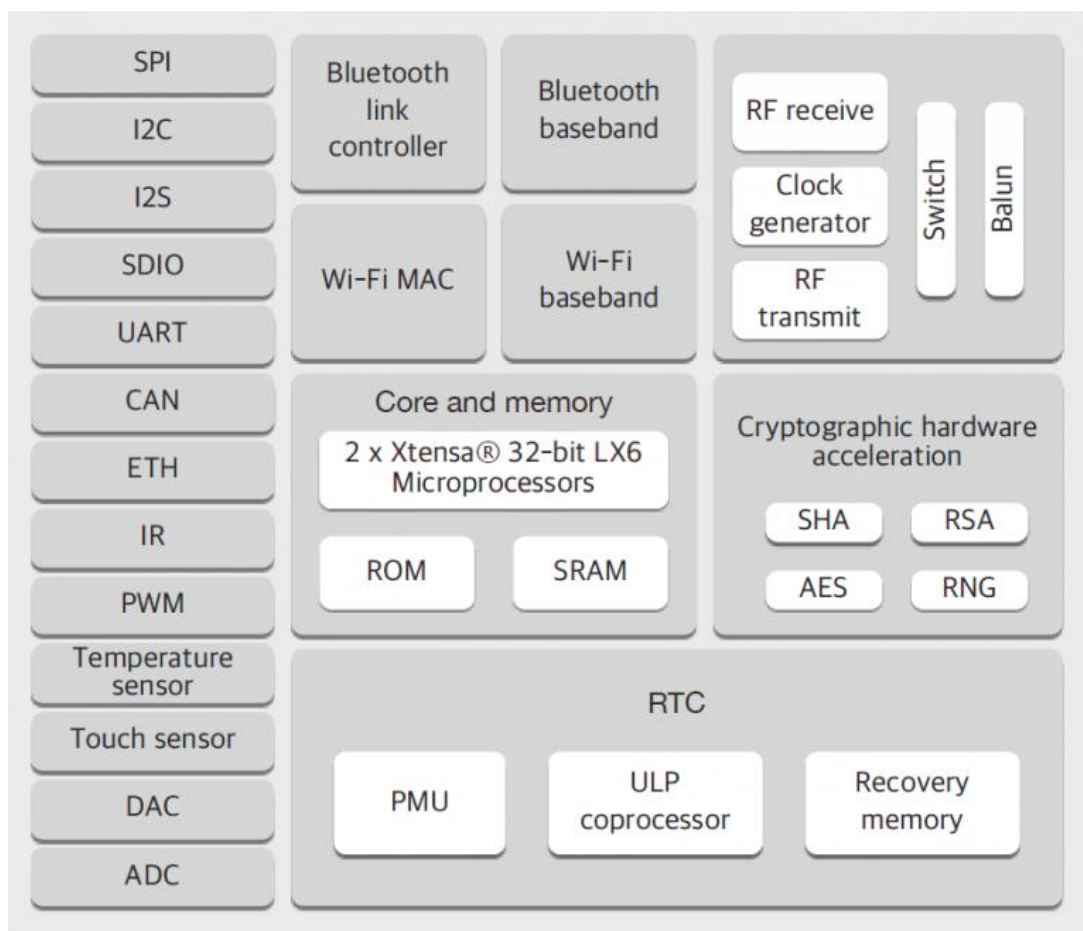 SPI
I2C
I2S
SDIO
UART
CAN
ETH
IR
PWM
Temperature
sensor
Touch sensor
DAC
ADC
Bluetooth
link
controller
Bluetooth
baseband
Wi-Fi MAC
Wi-Fi
baseband
RF receive
Clock
generator
RF
transmit
Switch
Balun
Core and memory
2 x Xtensa® 32-bit LX6
Microprocessors
ROM
SRAM
Cryptographic hardware
acceleration
SHA
RSA
AES
RNG
RTC
PMU
ULP
coprocessor
Recovery
memory